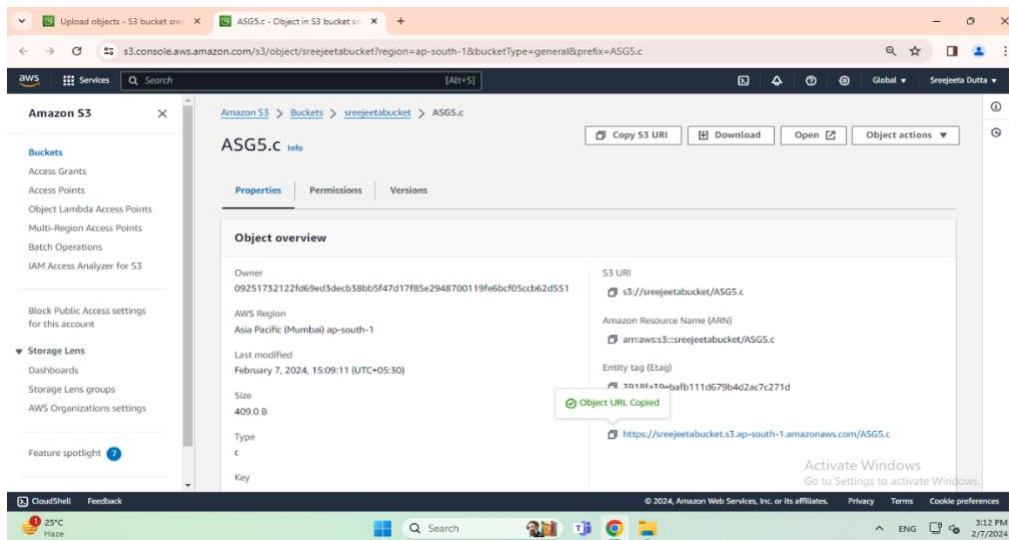 Upload objects - S3 bucket sree
ASG5.c - Object in S3 bucket sr
s3.console.aws.amazon.com/s3/object/sreejeetabucket?region=ap-south-1&bucketType=general&prefix=ASG5.c
aws Services Search [Alt+S] Global Sreejeeta Dutta
Amazon S3
Buckets
Access Grants
Access Points
Object Lambda Access Points
Multi-Region Access Points
Batch Operations
IAM Access Analyzer for S3
Block Public Access settings
for this account
Storage Lens
Dashboards
Storage Lens groups
AWS Organizations settings
Feature spotlight 7
Amazon S3 > Buckets > sreejeetabucket > ASG5.c
ASG5.c Info
Copy S3 URI Download Open Object actions
Properties Permissions Versions
Object overview
Owner
09251732122fd69ed3decb38bb5f47d17f85e2948700119fe6bcf05ccb62d551
AWS Region
Asia Pacific (Mumbai) ap-south-1
Last modified
February 7, 2024, 15:09:11 (UTC+05:30)
Size
409.0 B
Type
c
Key
S3 URI
s3://sreejeetabucket/ASG5.c
Amazon Resource Name (ARN)
arn:aws:s3:::sreejeetabucket/ASG5.c
Entity tag (Etag)
Object URL Copied
https://sreejeetabucket.s3.ap-south-1.amazonaws.com/ASG5.c
Activate Windows
Go to Settings to activate Windows.
CloudShell Feedback © 2024, Amazon Web Services, Inc. or its affiliates. Privacy Terms Cookie preferences
25°C
Haze
Search
ENG
3:12 PM
2/7/2024